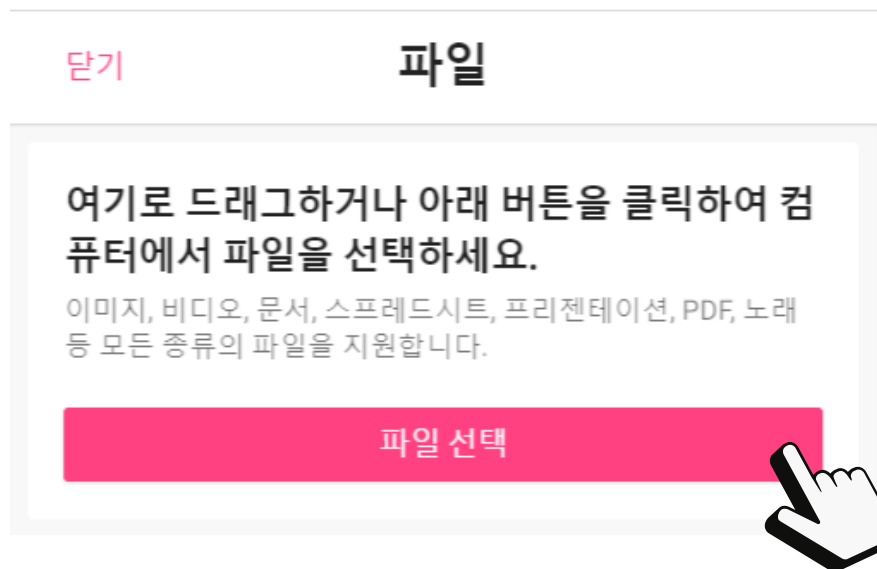 닫기
파일
여기로 드래그하거나 아래 버튼을 클릭하여 컴
퓨터에서 파일을 선택하세요.
이미지, 비디오, 문서, 스프레드시트, 프리젠테이션, PDF, 노래
등 모든 종류의 파일을 지원합니다.
파일 선택